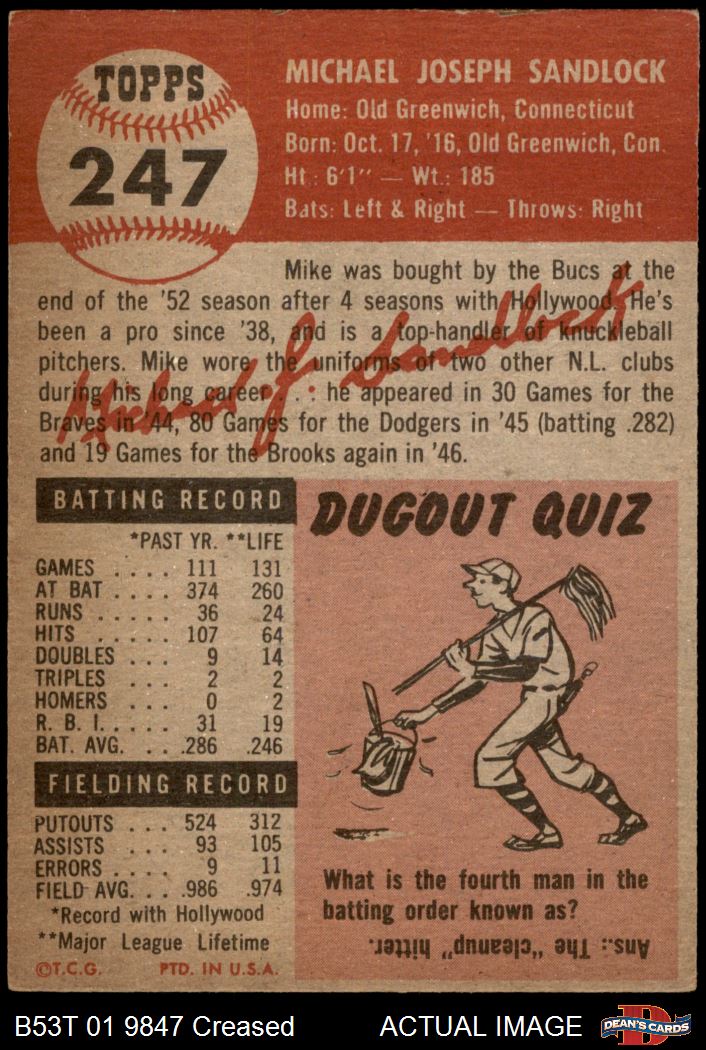 TOPPS
247
MICHAEL JOSEPH SANDLOCK
Home: Old Greenwich, Connecticut
Born: Oct. 17, '16, Old Greenwich, Con.
Ht.: 6'1" — Wt.: 185
Bats: Left & Right — Throws: Right
Mike was bought by the Bucs at the
end of the '52 season after 4 seasons with Hollywood. He's
been a pro since '38, and is a top-handler of knuckleball
pitchers. Mike wore the uniforms of two other N.L. clubs
during his long career . . : he appeared in 30 Games for the
Braves in '44, 80 Games for the Dodgers in '45 (batting .282)
and 19 Games for the Brooks again in '46.
Michael J. Sandlock
BATTING RECORD
*PAST YR. **LIFE
GAMES . . . . 111 131
AT BAT . . . . 374 260
RUNS . . . . . 36 24
HITS . . . . . 107 64
DOUBLES . . . 9 14
TRIPLES . . . 2 2
HOMERS . . . 0 2
R. B. I. . . . . 31 19
BAT. AVG. . . . .286 .246
FIELDING RECORD
PUTOUTS . . . 524 312
ASSISTS . . . 93 105
ERRORS . . . . 9 11
FIELD AVG. . . .986 .974
*Record with Hollywood
**Major League Lifetime
©T.C.G. PTD. IN U.S.A.
DUGOUT QUIZ
What is the fourth man in the
batting order known as?
Ans.: The "cleanup" hitter.
B53T 01 9847 Creased ACTUAL IMAGE
DEAN'S CARDS